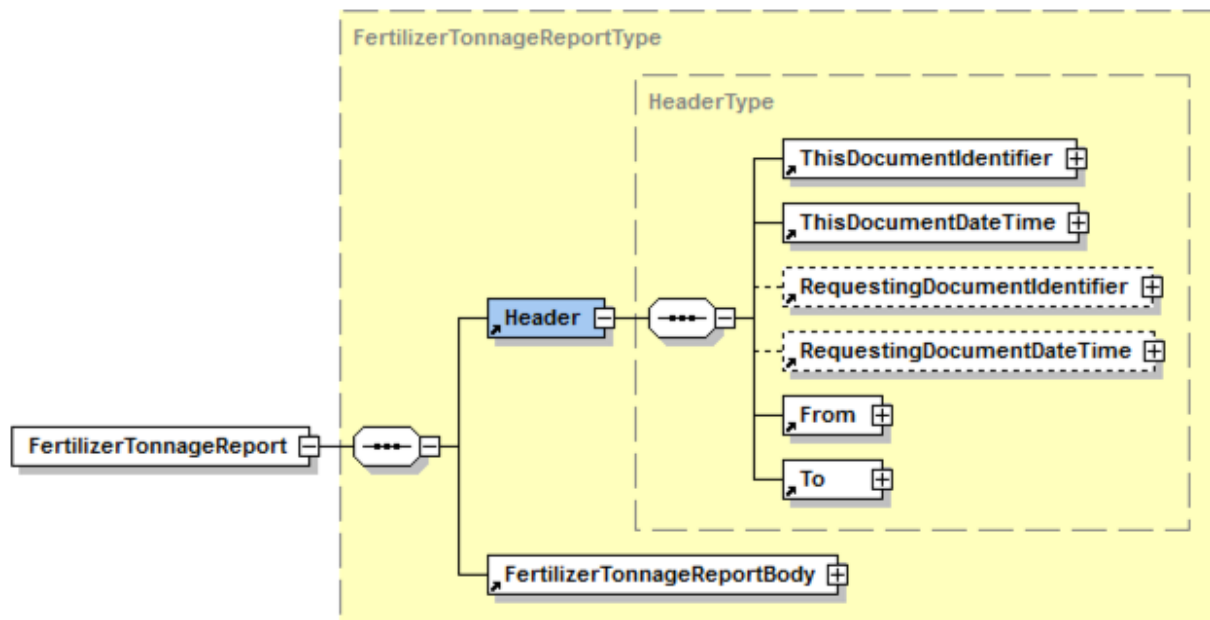 FertilizerTonnageReportType
HeaderType
ThisDocumentIdentifier
ThisDocumentDateTime
RequestingDocumentIdentifier
Header
RequestingDocumentDateTime
From
FertilizerTonnageReport
To
FertilizerTonnageReportBody